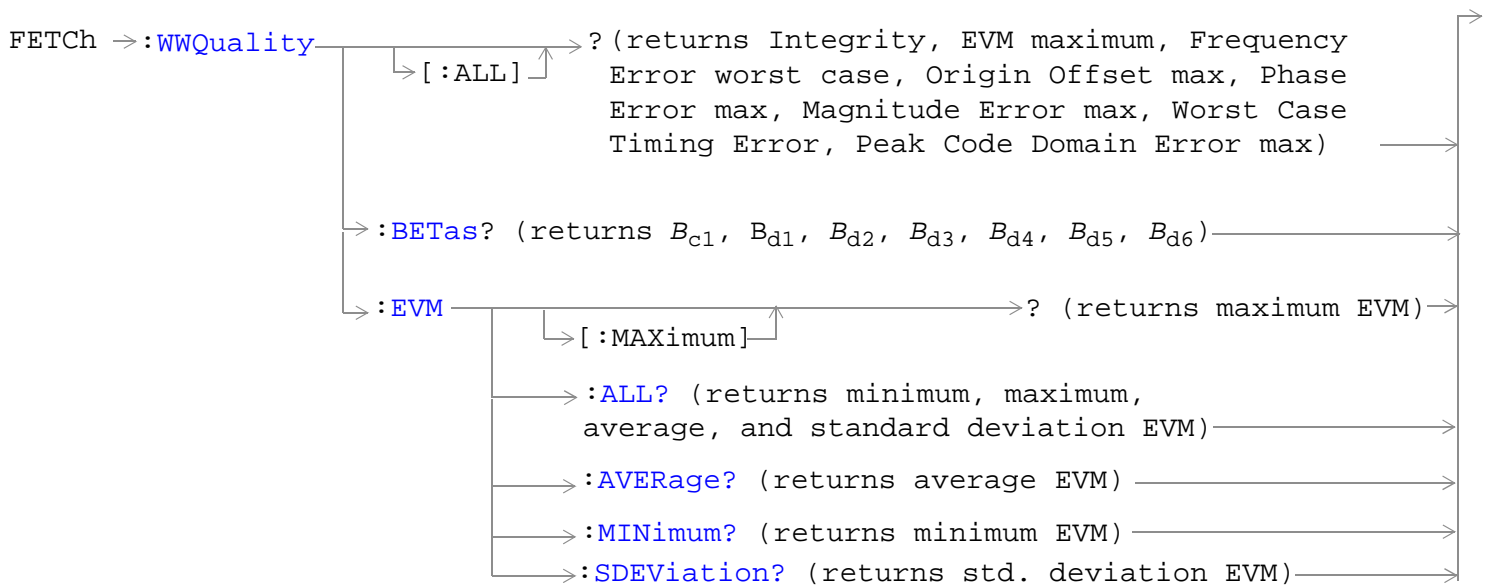 FETCh :WWQuality ? (returns Integrity, EVM maximum, Frequency
[:ALL] Error worst case, Origin Offset max, Phase
Error max, Magnitude Error max, Worst Case
Timing Error, Peak Code Domain Error max)
:BETas? (returns Bc1, Bd1, Bd2, Bd3, Bd4, Bd5, Bd6)
:EVM ? (returns maximum EVM)
[:MAXimum]
:ALL? (returns minimum, maximum,
average, and standard deviation EVM)
:AVERage? (returns average EVM)
:MINimum? (returns minimum EVM)
:SDEViation? (returns std. deviation EVM)